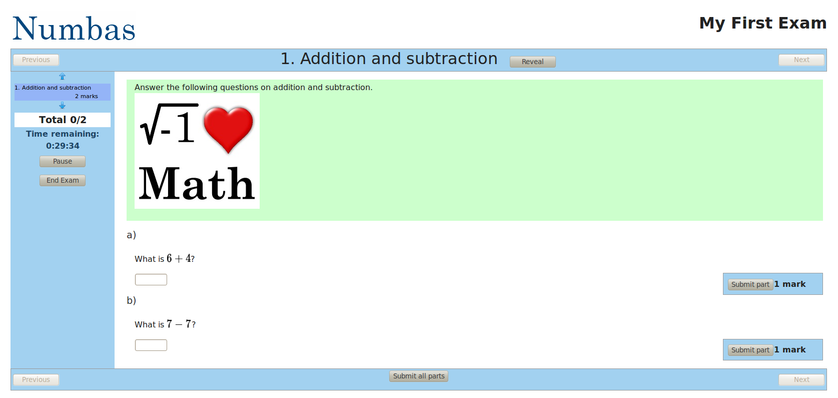 Numbas
My First Exam
Previous
1. Addition and subtraction
Reveal
Next
1. Addition and subtraction
2 marks
Total 0/2
Time remaining:
0:29:34
Pause
End Exam
Answer the following questions on addition and subtraction.
√-1
Math
a)
What is 6 + 4?
Submit part 1 mark
b)
What is 7 − 7?
Submit part 1 mark
Previous
Submit all parts
Next